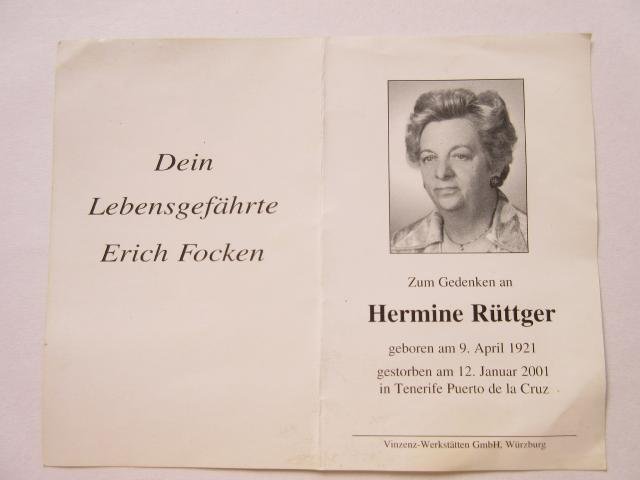 Dein
Lebensgefährte
Erich Focken
Zum Gedenken an
Hermine Rüttger
geboren am 9. April 1921
gestorben am 12. Januar 2001
in Tenerife Puerto de la Cruz
Vinzenz-Werkstätten GmbH, Würzburg